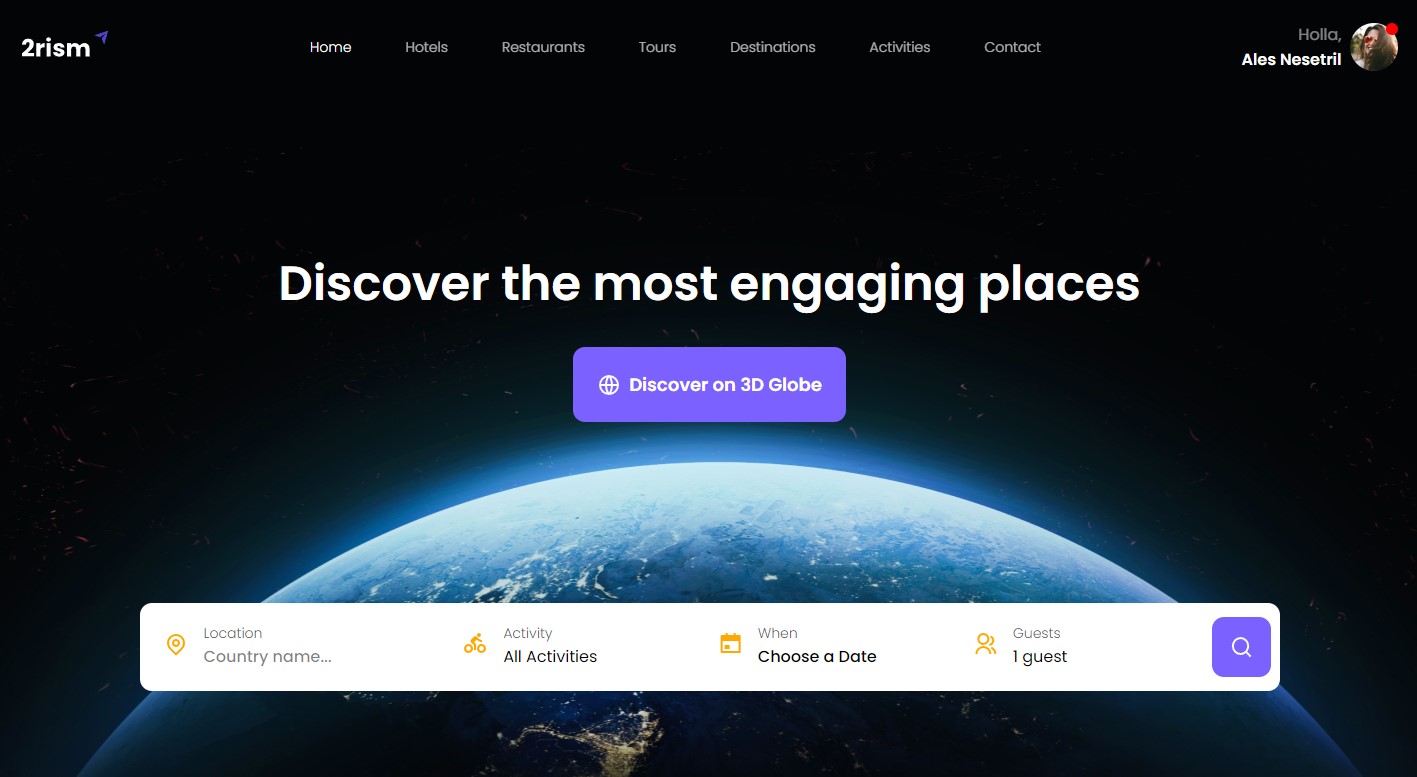 2rism
Home Hotels Restaurants Tours Destinations Activities Contact
Holla,
Ales Nesetril
Discover the most engaging places
Discover on 3D Globe
Location Activity When Guests
Country name... All Activities Choose a Date 1 guest